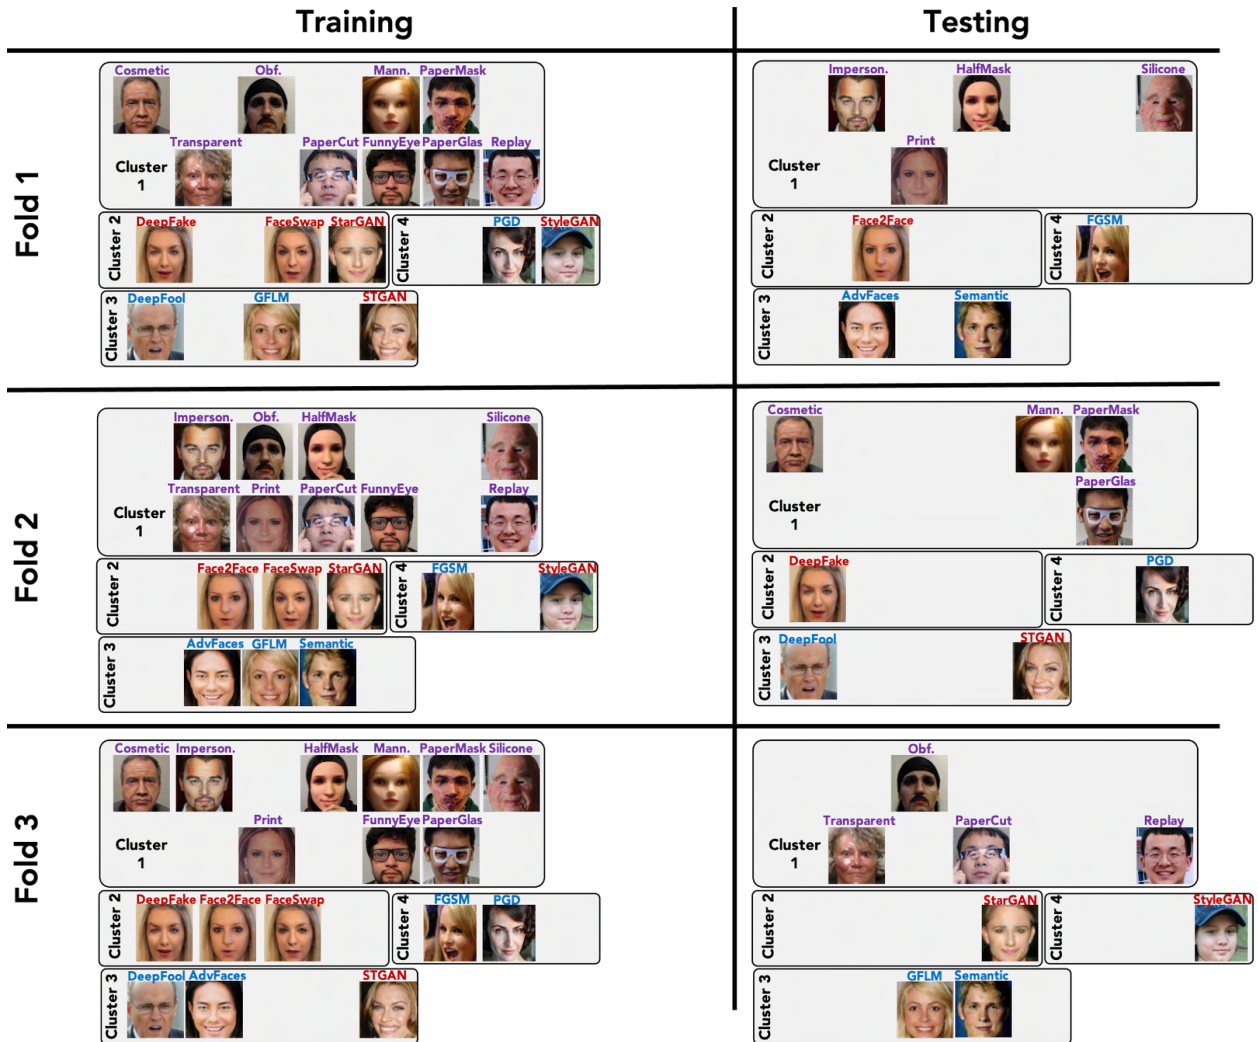 Training Testing
Fold 1
Cosmetic Obf. Mann. PaperMask
Transparent PaperCut FunnyEye PaperGlas Replay
Cluster
1
Cluster 2
DeepFake FaceSwap StarGAN
Cluster 4
PGD StyleGAN
Cluster 3
DeepFool GFLM STGAN
Imperson. HalfMask Silicone
Print
Cluster
1
Cluster 2
Face2Face
Cluster 4
FGSM
Cluster 3
AdvFaces Semantic
Fold 2
Imperson. Obf. HalfMask Silicone
Transparent Print PaperCut FunnyEye Replay
Cluster
1
Cluster 2
Face2Face FaceSwap StarGAN
Cluster 4
FGSM StyleGAN
Cluster 3
AdvFaces GFLM Semantic
Cosmetic Mann. PaperMask
PaperGlas
Cluster
1
Cluster 2
DeepFake
Cluster 4
PGD
Cluster 3
DeepFool STGAN
Fold 3
Cosmetic Imperson. HalfMask Mann. PaperMask Silicone
Print FunnyEye PaperGlas
Cluster
1
Cluster 2
DeepFake Face2Face FaceSwap
Cluster 4
FGSM PGD
Cluster 3
DeepFool AdvFaces STGAN
Obf.
Transparent PaperCut Replay
Cluster
1
Cluster 2
StarGAN
Cluster 4
StyleGAN
Cluster 3
GFLM Semantic